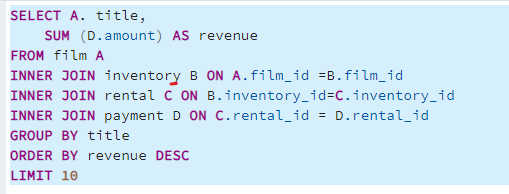 SELECT A. title,
SUM (D.amount) AS revenue
FROM film A
INNER JOIN inventory B ON A.film_id =B.film_id
INNER JOIN rental C ON B.inventory_id=C.inventory_id
INNER JOIN payment D ON C.rental_id = D.rental_id
GROUP BY title
ORDER BY revenue DESC
LIMIT 10